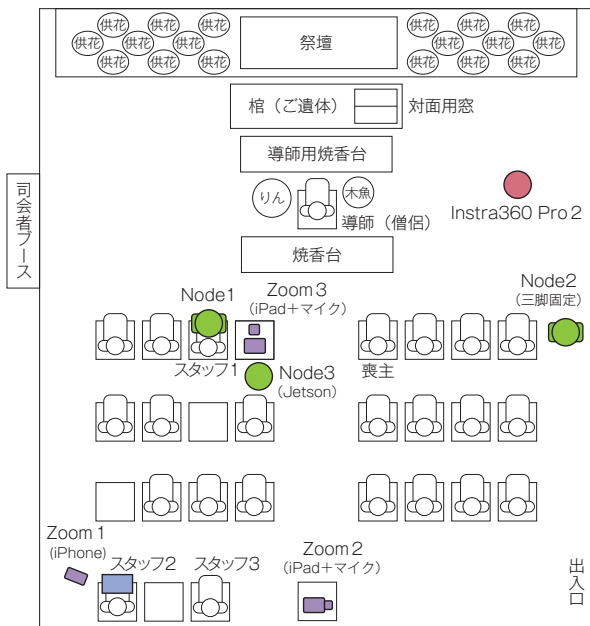 供花 供花 供花 供花 供花 供花
供花 供花 供花 供花 供花 供花
供花 供花 供花 供花 供花 供花
祭壇
棺（ご遺体）
対面用窓
導師用焼香台
りん
木魚
導師（僧侶）
焼香台
司会者ブース
Instra360 Pro 2
Node1
Zoom 3
(iPad＋マイク)
Node2
(三脚固定)
スタッフ1
Node3
(Jetson)
喪主
Zoom 1
(iPhone)
スタッフ2
スタッフ3
Zoom 2
(iPad＋マイク)
出入口